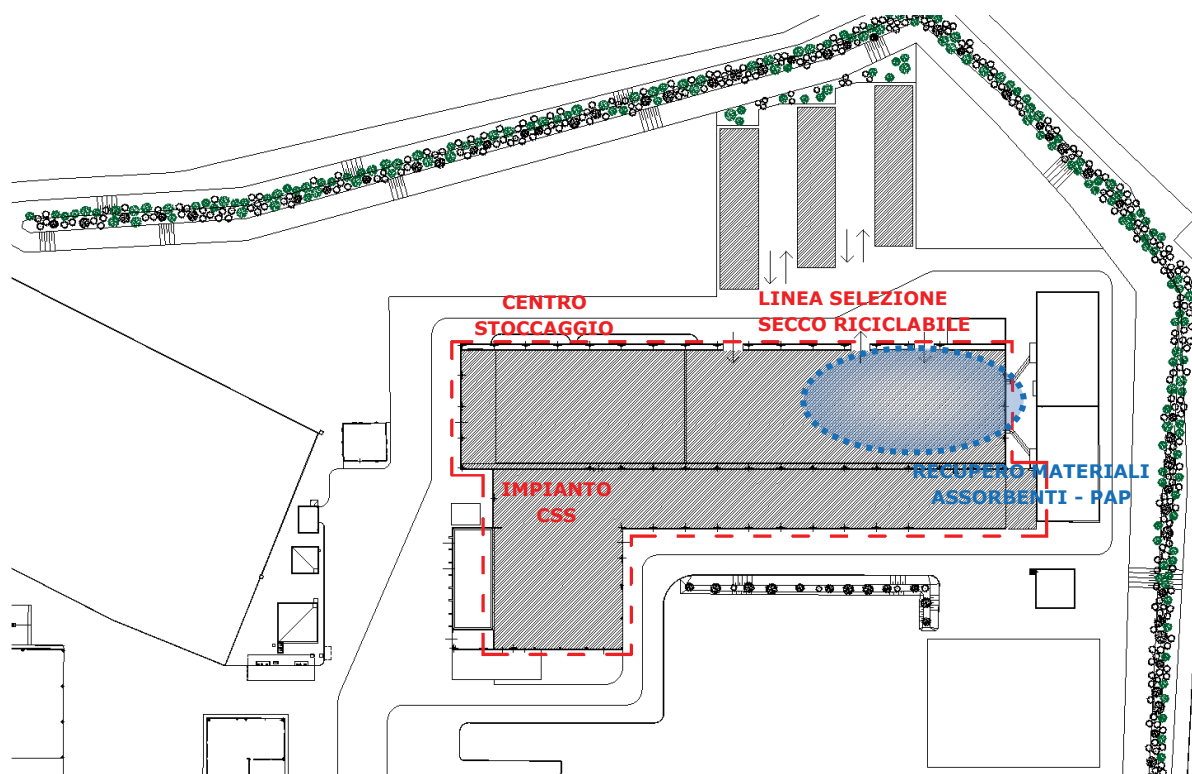 CENTRO
STOCCAGGIO
LINEA SELEZIONE
SECCO RICICLABILE
RECUPERO MATERIALI
ASSORBENTI - PAP
IMPIANTO
CSS